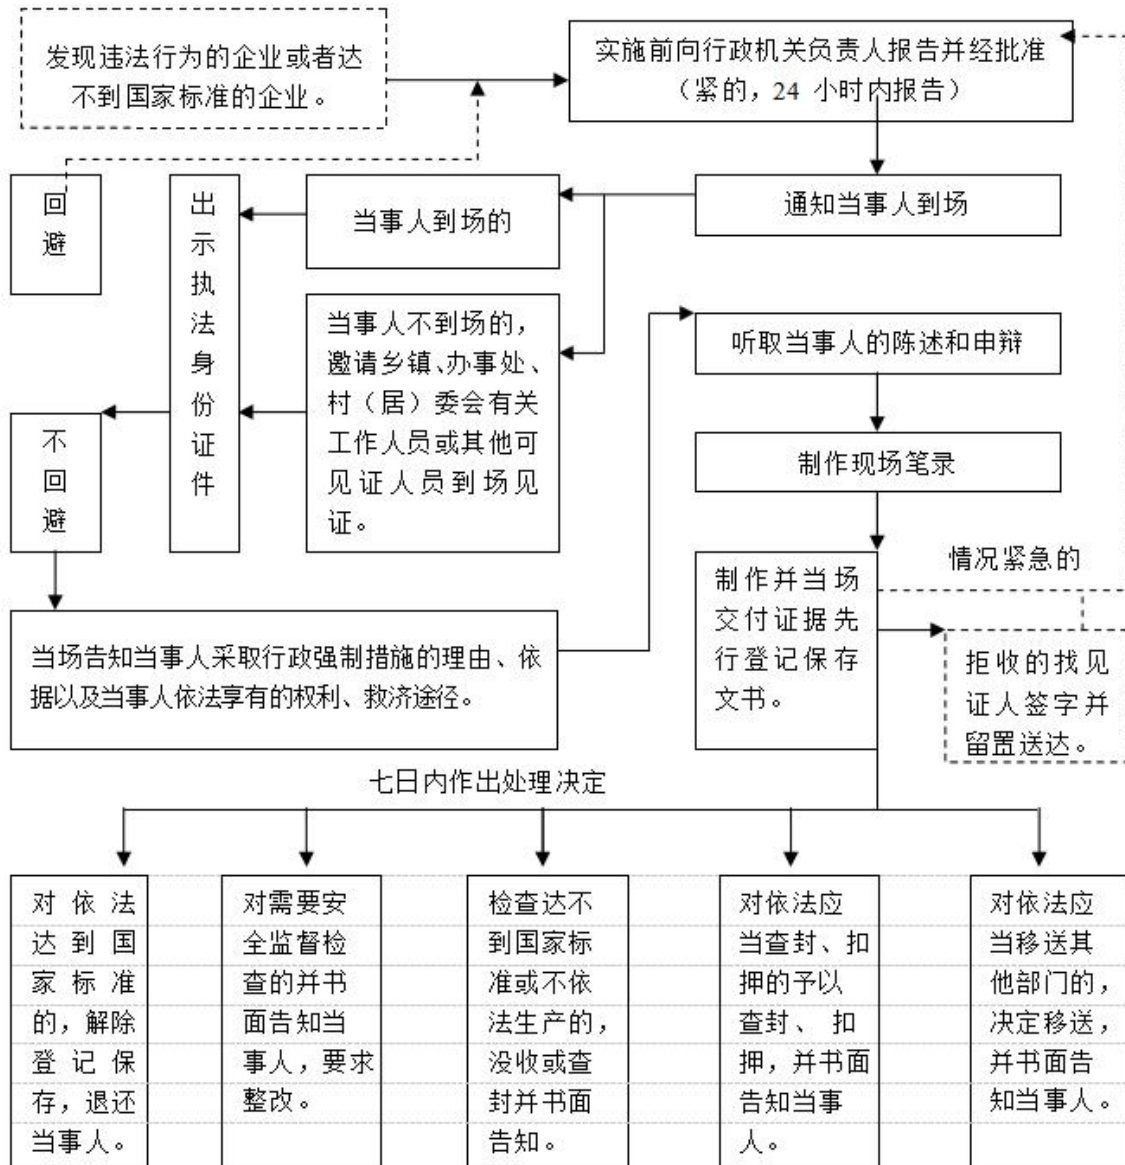 发现违法行为的企业或者达
不到国家标准的企业。
实施前向行政机关负责人报告并经批准
（紧的，24 小时内报告）
回
避
出
示
执
法
身
份
证
件
当事人到场的
通知当事人到场
当事人不到场的，
邀请乡镇、办事处、
村（居）委会有关
工作人员或其他可
见证人员到场见
证。
听取当事人的陈述和申辩
不
回
避
制作现场笔录
制作并当场
交付证据先
行登记保存
文书。
情况紧急的
拒收的找见
证人签字并
留置送达。
当场告知当事人采取行政强制措施的理由、依
据以及当事人依法享有的权利、救济途径。
七日内作出处理决定
对依法
达到国
家标准
的，解除
登记保
存，退还
当事人。
对需要安
全监督检
查的并书
面告知当
事人，要求
整改。
检查达不
到国家标
准或不依
法生产的，
没收或查
封并书面
告知。
对依法应
当查封、扣
押的予以
查封、扣
押，并书面
告知当事
人。
对依法应
当移送其
他部门的，
决定移送，
并书面告
知当事人。